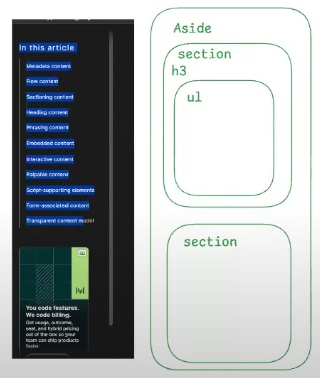 In this article
Metadata content
Flow content
Sectioning content
Heading content
Phrasing content
Embedded content
Interactive content
Palpable content
Script-supporting elements
Form-associated content
Transparent content model
You code features.
We code billing.
Get usage, outcome,
seat, and hybrid pricing
out of the box so your
team can ship products
faster.
Aside
section
h3
ul
section